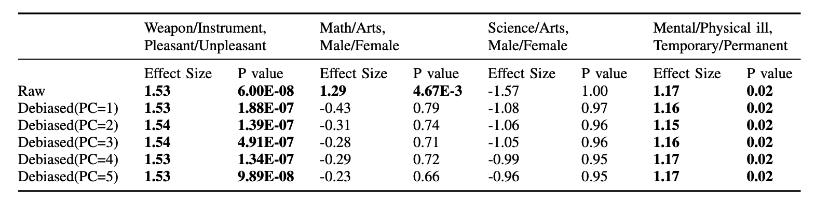 Weapon/Instrument, Math/Arts, Science/Arts, Mental/Physical ill,
Pleasant/Unpleasant Male/Female Male/Female Temporary/Permanent
Effect Size P value Effect Size P value Effect Size P value Effect Size P value
Raw 1.53 6.00E-08 1.29 4.67E-3 -1.57 1.00 1.17 0.02
Debiased(PC=1) 1.53 1.88E-07 -0.43 0.79 -1.08 0.97 1.16 0.02
Debiased(PC=2) 1.54 1.39E-07 -0.31 0.74 -1.06 0.96 1.15 0.02
Debiased(PC=3) 1.54 4.91E-07 -0.28 0.71 -1.05 0.96 1.16 0.02
Debiased(PC=4) 1.53 1.34E-07 -0.29 0.72 -0.99 0.95 1.17 0.02
Debiased(PC=5) 1.53 9.89E-08 -0.23 0.66 -0.96 0.95 1.17 0.02